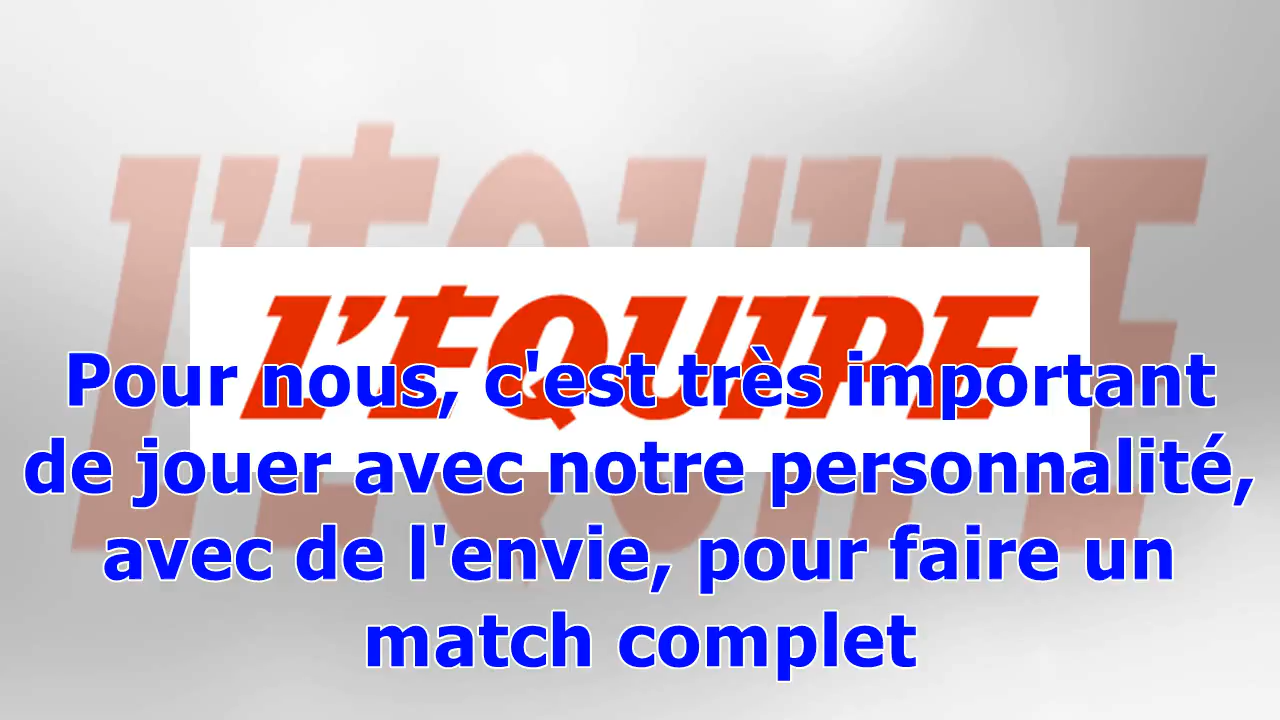 L'ÉQUIPE
L'ÉQUIPE
Pour nous, c'est très important
de jouer avec notre personnalité,
avec de l'envie, pour faire un
match complet